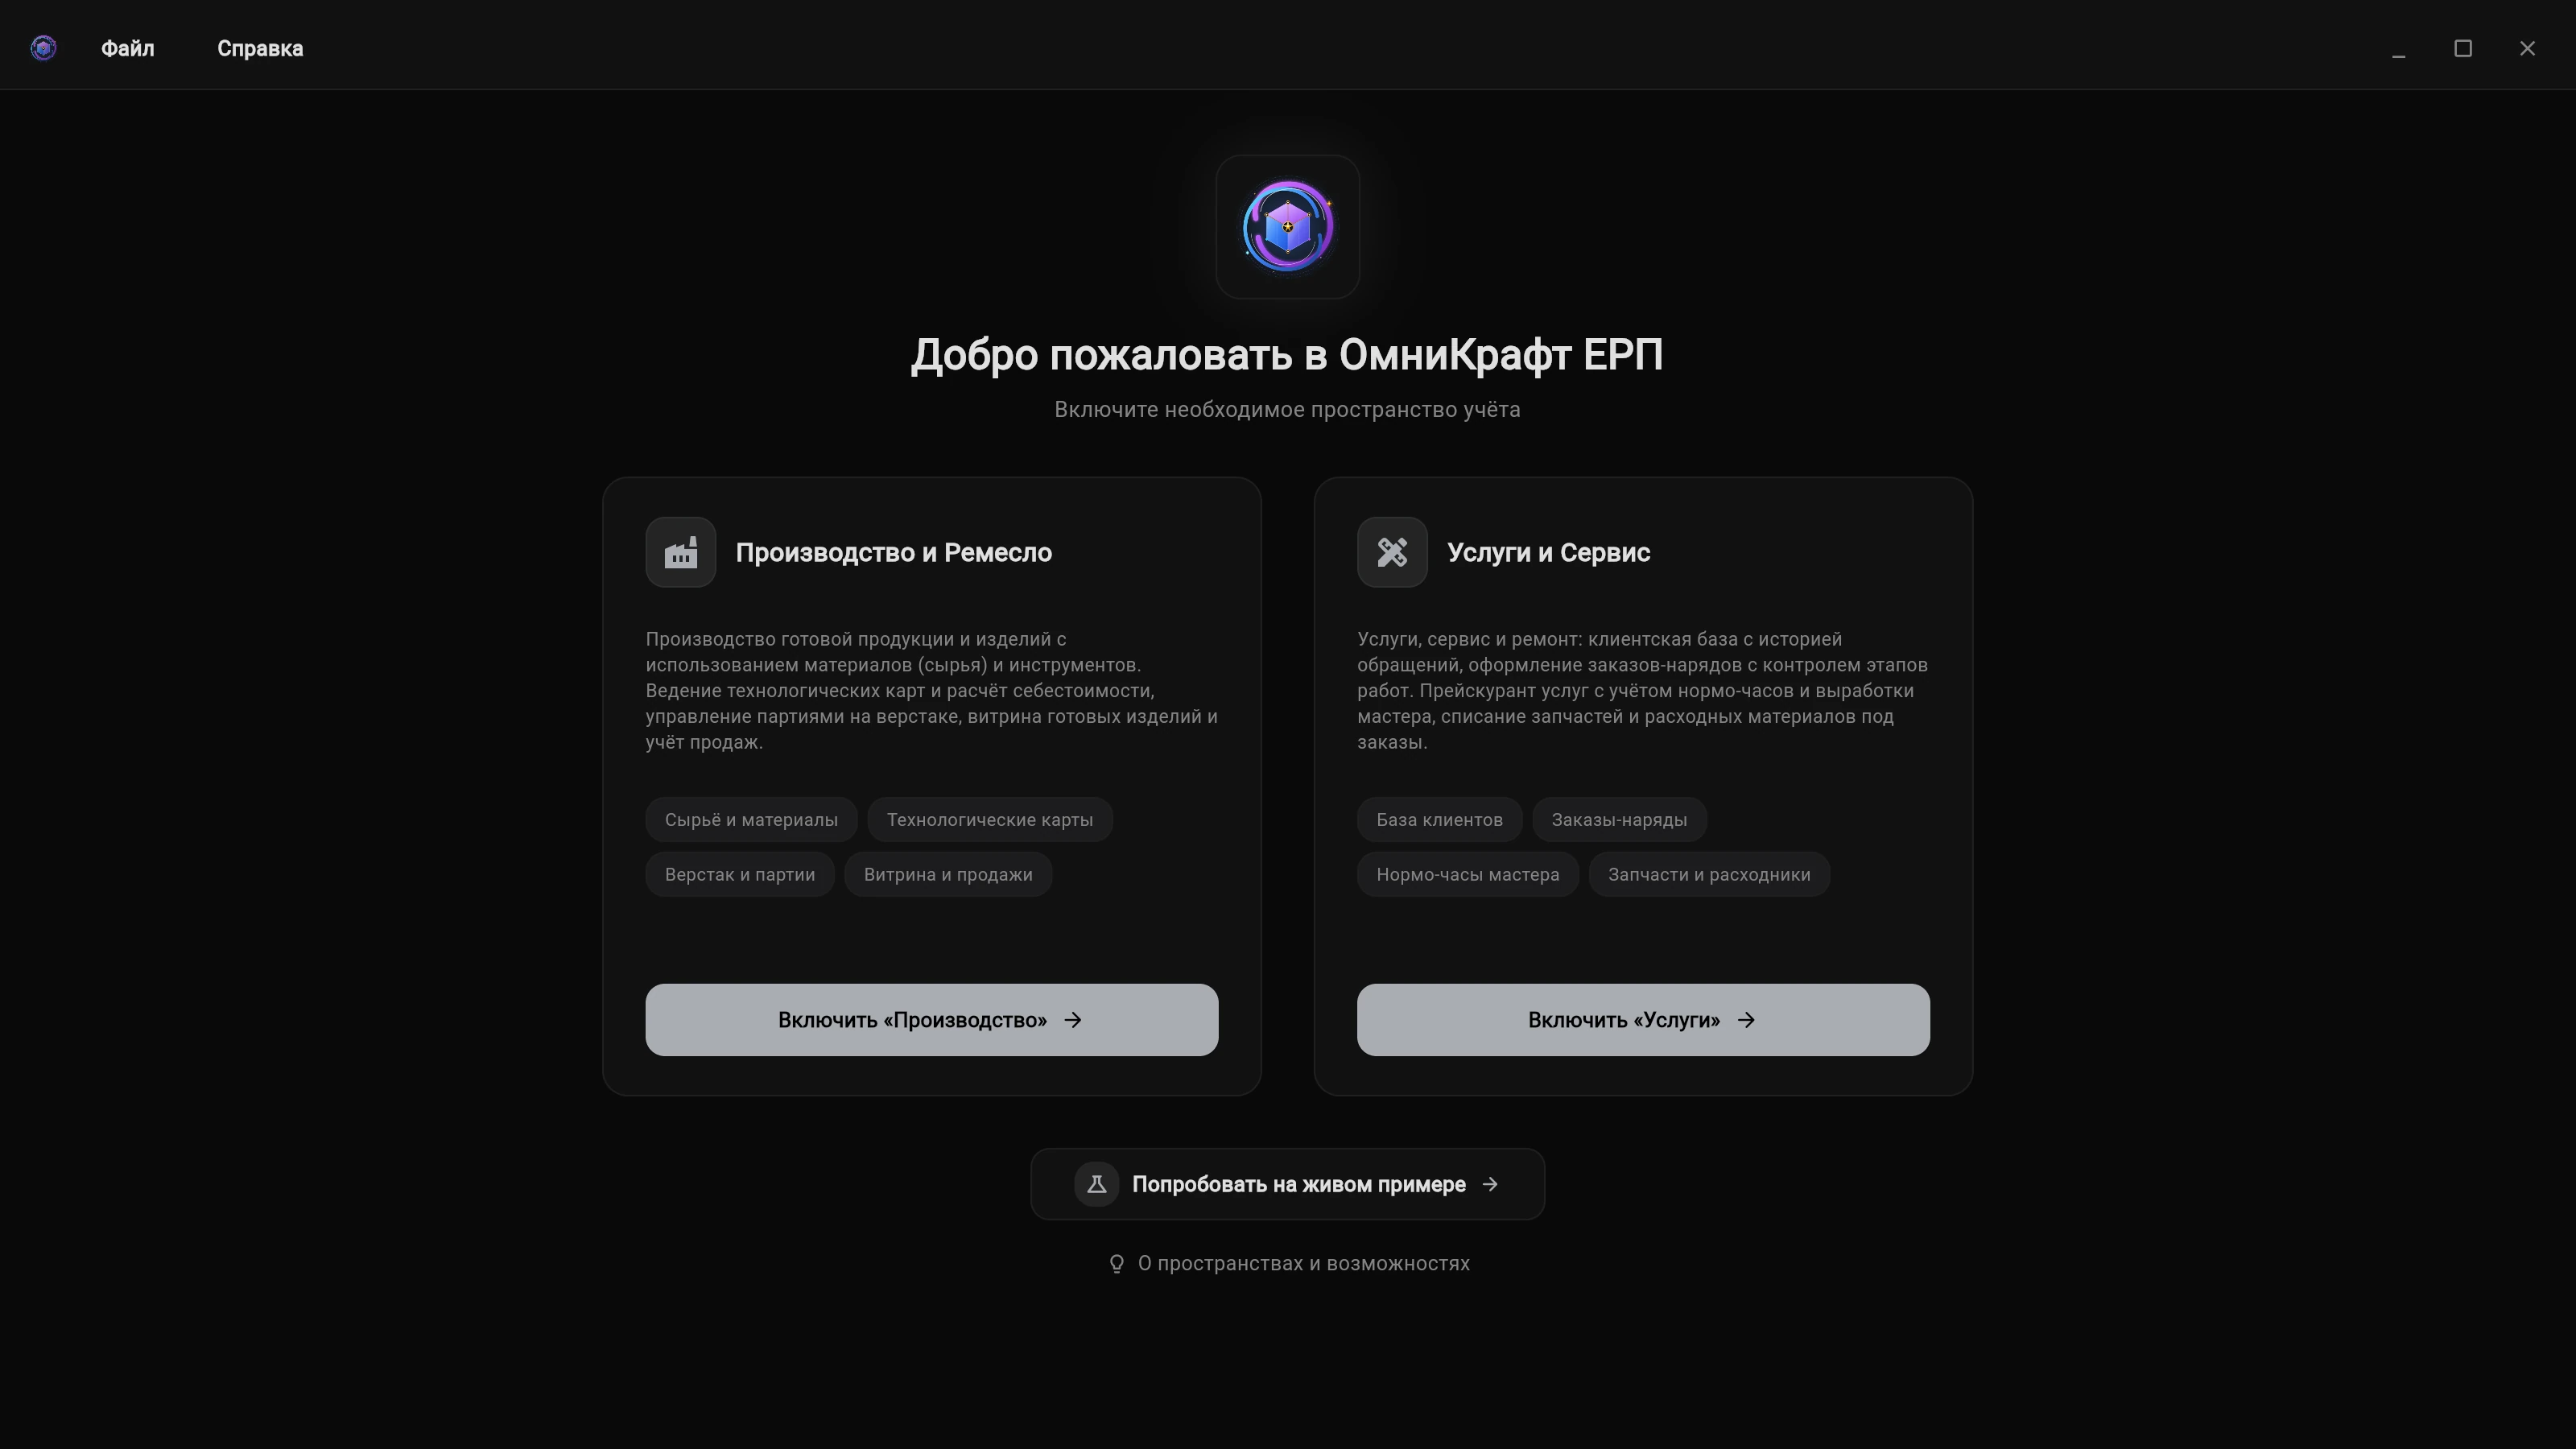 Файл Справка
Добро пожаловать в ОмниКрафт ЕРП
Включите необходимое пространство учёта
Производство и Ремесло
Производство готовой продукции и изделий с
использованием материалов (сырья) и инструментов.
Ведение технологических карт и расчёт себестоимости,
управление партиями на верстаке, витрина готовых изделий и
учёт продаж.
Сырьё и материалы Технологические карты
Верстак и партии Витрина и продажи
Включить «Производство» →
Услуги и Сервис
Услуги, сервис и ремонт: клиентская база с историей
обращений, оформление заказов-нарядов с контролем этапов
работ. Прейскурант услуг с учётом нормо-часов и выработки
мастера, списание запчастей и расходных материалов под
заказы.
База клиентов Заказы-наряды
Нормо-часы мастера Запчасти и расходники
Включить «Услуги» →
Попробовать на живом примере →
О пространствах и возможностях